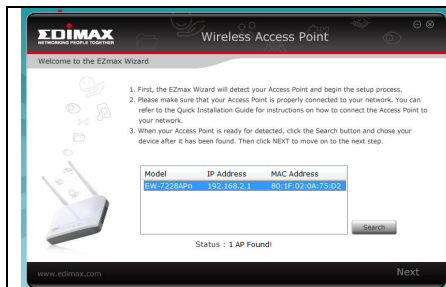 EDIMAX
NETWORKING PEOPLE TOGETHER
Wireless Access Point
Welcome to the EZmax Wizard
1. First, the EZmax Wizard will detect your Access Point and begin the setup process.
2. Please make sure that your Access Point is properly connected to your network. You can
refer to the Quick Installation Guide for instructions on how to connect the Access Point to
your network.
3. When your Access Point is ready for detected, click the Search button and chose your
device after it has been found. Then click NEXT to move on to the next step.
Model IP Address MAC Address
EW-7228APn 192.168.2.1 80:1F:02:0A:75:D2
Search
Status : 1 AP Found!
www.edimax.com
Next